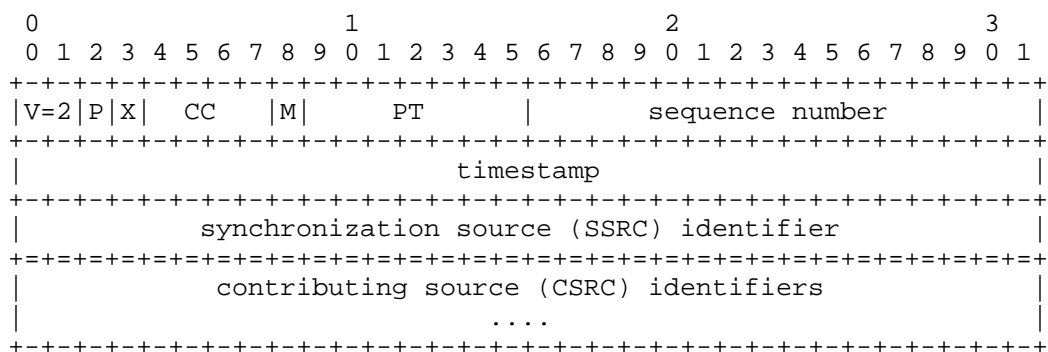 0                   1                   2                   3
 0 1 2 3 4 5 6 7 8 9 0 1 2 3 4 5 6 7 8 9 0 1 2 3 4 5 6 7 8 9 0 1
+-+-+-+-+-+-+-+-+-+-+-+-+-+-+-+-+-+-+-+-+-+-+-+-+-+-+-+-+-+-+-+-+
|V=2|P|X|  CC   |M|     PT      |       sequence number         |
+-+-+-+-+-+-+-+-+-+-+-+-+-+-+-+-+-+-+-+-+-+-+-+-+-+-+-+-+-+-+-+-+
|                           timestamp                           |
+-+-+-+-+-+-+-+-+-+-+-+-+-+-+-+-+-+-+-+-+-+-+-+-+-+-+-+-+-+-+-+-+
|           synchronization source (SSRC) identifier            |
+=+=+=+=+=+=+=+=+=+=+=+=+=+=+=+=+=+=+=+=+=+=+=+=+=+=+=+=+=+=+=+=+
|            contributing source (CSRC) identifiers             |
|                             ....                              |
+-+-+-+-+-+-+-+-+-+-+-+-+-+-+-+-+-+-+-+-+-+-+-+-+-+-+-+-+-+-+-+-+